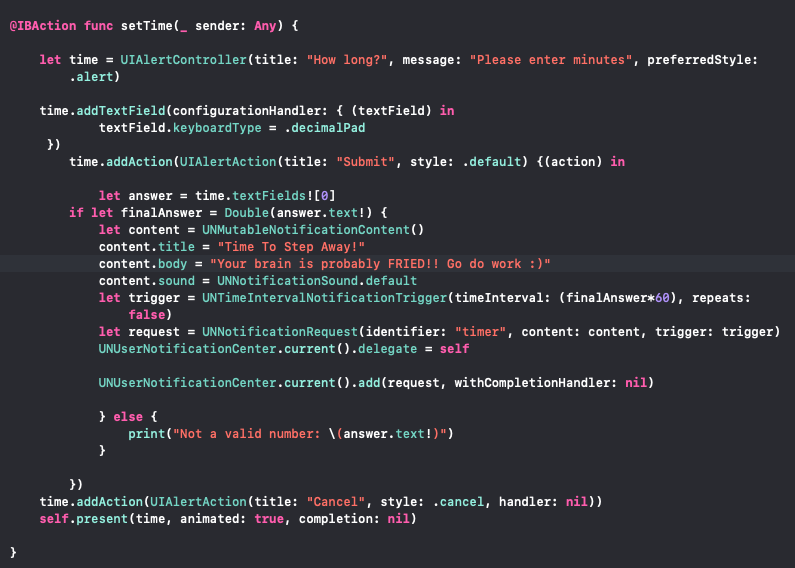 @IBAction func setTime(_ sender: Any) {
let time = UIAlertController(title: "How long?", message: "Please enter minutes", preferredStyle:
.alert)
time.addTextField(configurationHandler: { (textField) in
textField.keyboardType = .decimalPad
})
time.addAction(UIAlertAction(title: "Submit", style: .default) {(action) in
let answer = time.textFields![0]
if let finalAnswer = Double(answer.text!) {
let content = UNMutableNotificationContent()
content.title = "Time To Step Away!"
content.body = "Your brain is probably FRIED!! Go do work :)"
content.sound = UNNotificationSound.default
let trigger = UNTimeIntervalNotificationTrigger(timeInterval: (finalAnswer*60), repeats:
false)
let request = UNNotificationRequest(identifier: "timer", content: content, trigger: trigger)
UNUserNotificationCenter.current().delegate = self
UNUserNotificationCenter.current().add(request, withCompletionHandler: nil)
} else {
print("Not a valid number: \(answer.text!)")
}
})
time.addAction(UIAlertAction(title: "Cancel", style: .cancel, handler: nil))
self.present(time, animated: true, completion: nil)
}